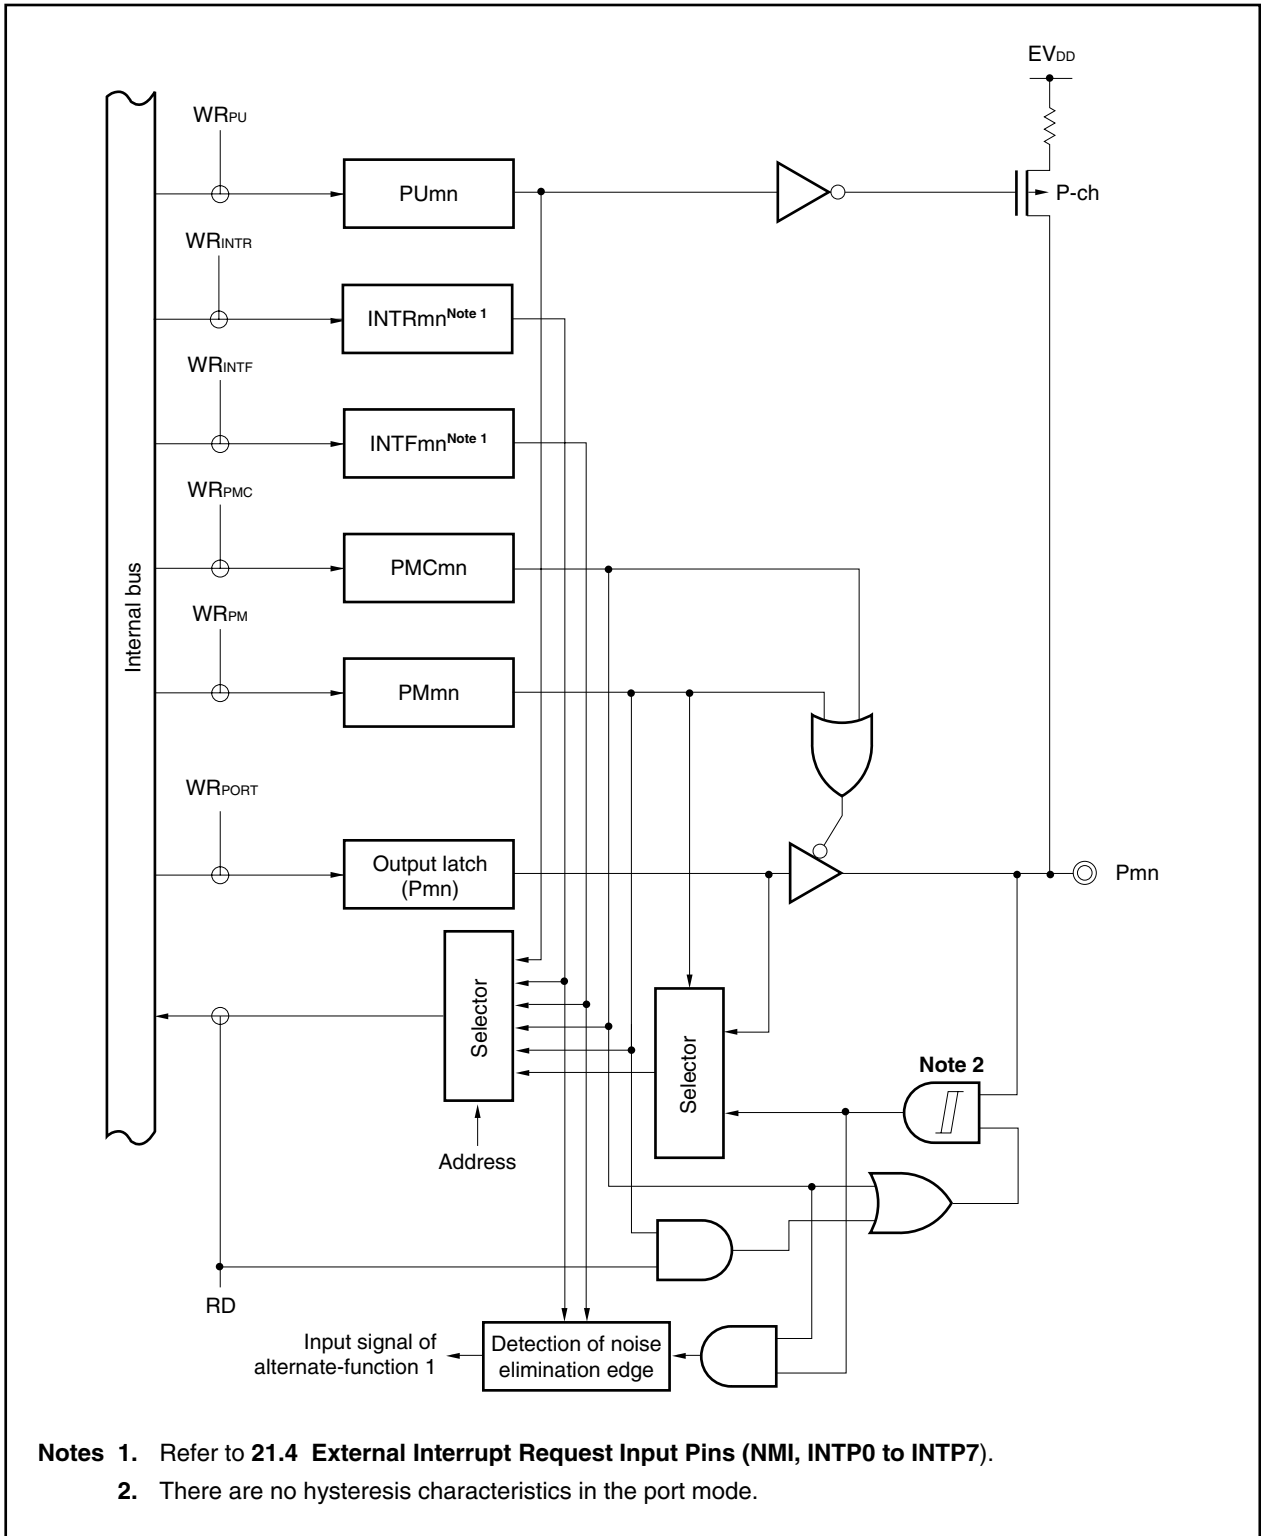 EVDD
WRPU
PUmn
P-ch
WRINTR
INTRmnNote 1
WRINTF
INTFmnNote 1
WRPMC
PMCmn
Internal bus
WRPM
PMmn
WRPORT
Output latch
(Pmn)
Pmn
Selector
Selector
Note 2
Address
RD
Input signal of
alternate-function 1
Detection of noise
elimination edge
Notes 1. Refer to 21.4 External Interrupt Request Input Pins (NMI, INTP0 to INTP7).
2. There are no hysteresis characteristics in the port mode.